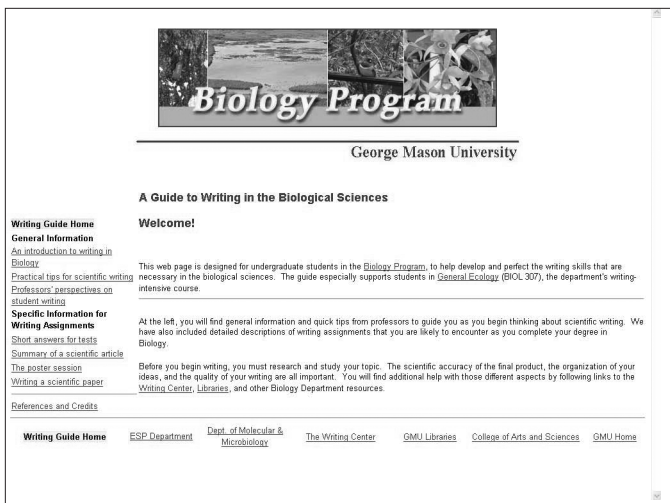 Biology Program
George Mason University
A Guide to Writing in the Biological Sciences
Writing Guide Home
General Information
An introduction to writing in
Biology
Practical tips for scientific writing
Professors' perspectives on
student writing
Specific Information for
Writing Assignments
Short answers for tests
Summary of a scientific article
The poster session
Writing a scientific paper
References and Credits
Welcome!
This web page is designed for undergraduate students in the Biology Program, to help develop and perfect the writing skills that are
necessary in the biological sciences. The guide especially supports students in General Ecology (BIOL 307), the department's writing-
intensive course.
At the left, you will find general information and quick tips from professors to guide you as you begin thinking about scientific writing. We
have also included detailed descriptions of writing assignments that you are likely to encounter as you complete your degree in
Biology.
Before you begin writing, you must research and study your topic. The scientific accuracy of the final product, the organization of your
ideas, and the quality of your writing are all important. You will find additional help with those different aspects by following links to the
Writing Center, Libraries, and other Biology Department resources.
Writing Guide Home ESP Department Dept. of Molecular & Microbiology The Writing Center GMU Libraries College of Arts and Sciences GMU Home